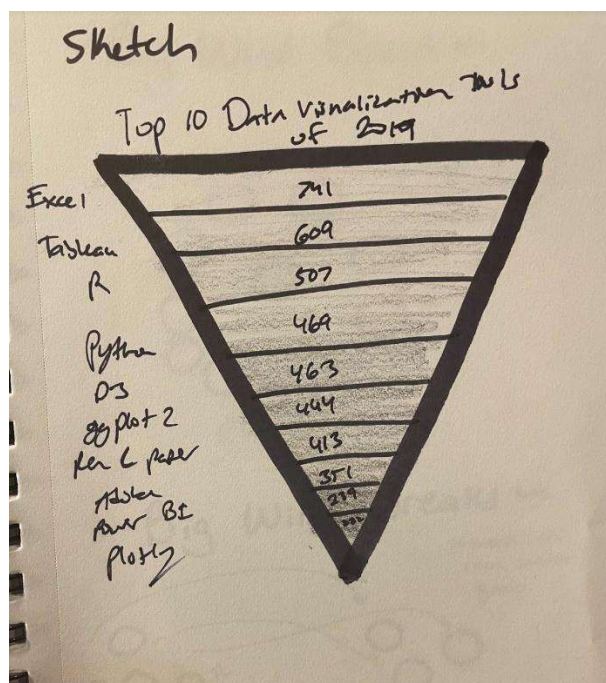 Sketch
Top 10 Data Visualization Tools
of 2019
Excel 741
Tableau 609
R 507
Python 469
D3 463
ggplot 2 444
Pen & paper 413
351
Power BI
Plotly